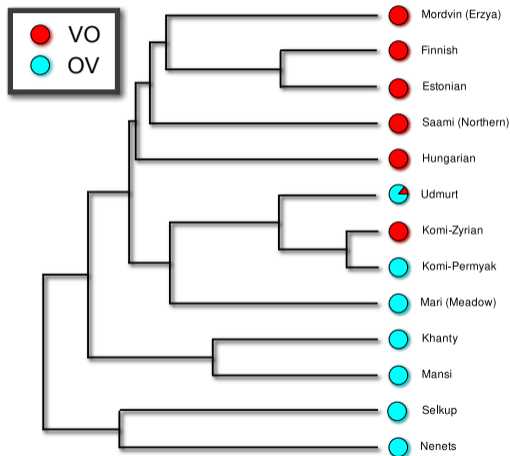 VO
OV
Mordvin (Erzya)
Finnish
Estonian
Saami (Northern)
Hungarian
Udmurt
Komi-Zyrian
Komi-Permyak
Mari (Meadow)
Khanty
Mansi
Selkup
Nenets